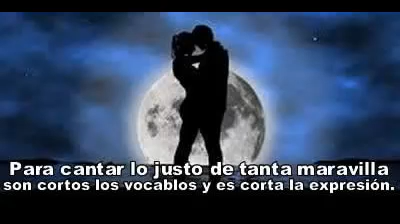 Para cantar lo justo de tanta maravilla
son cortos los vocablos y es corta la expresión.